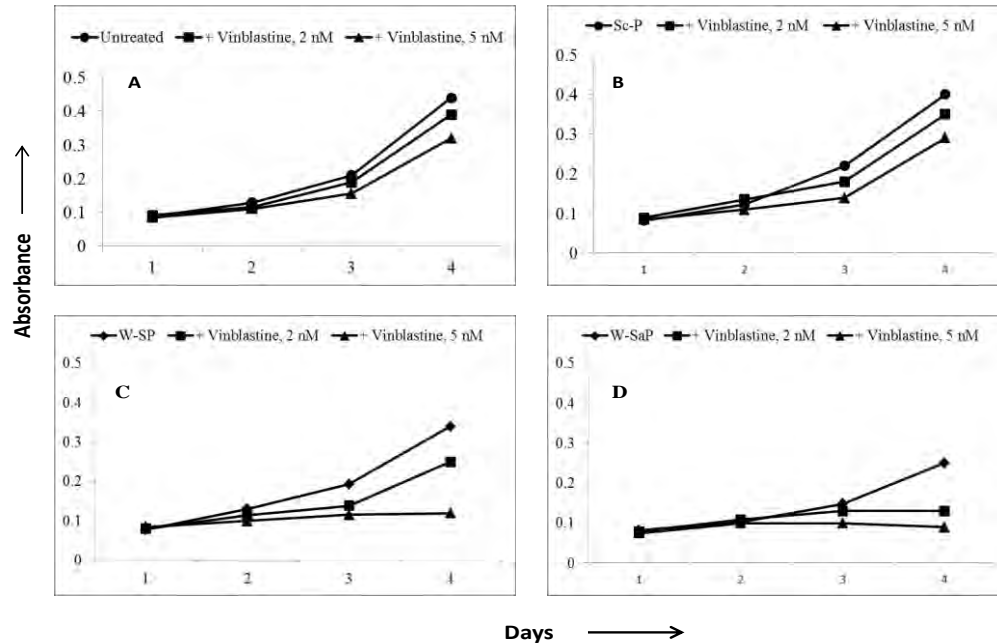 Untreated + Vinblastine, 2 nM + Vinblastine, 5 nM
A
0.5
0.4
0.3
0.2
0.1
0
1 2 3 4
Sc-P + Vinblastine, 2 nM + Vinblastine, 5 nM
B
0.5
0.4
0.3
0.2
0.1
0
1 2 3 4
Absorbance
W-SP + Vinblastine, 2 nM + Vinblastine, 5 nM
C
0.5
0.4
0.3
0.2
0.1
0
1 2 3 4
W-SaP + Vinblastine, 2 nM + Vinblastine, 5 nM
D
0.5
0.4
0.3
0.2
0.1
0
1 2 3 4
Days